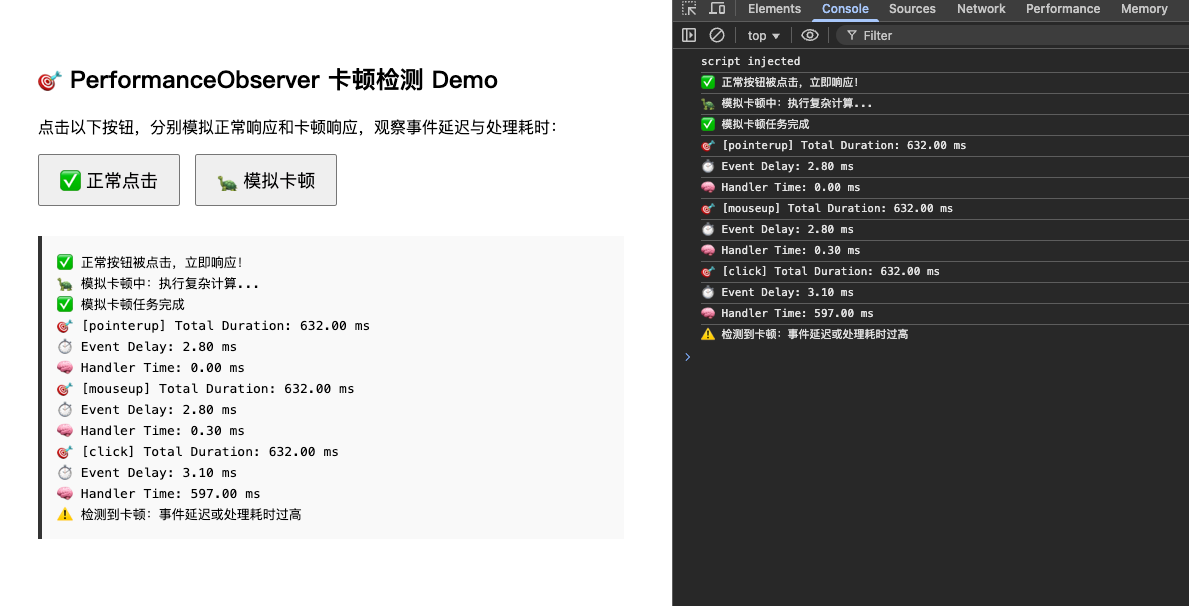 🎯 PerformanceObserver 卡顿检测 Demo
点击以下按钮，分别模拟正常响应和卡顿响应，观察事件延迟与处理耗时：
✅ 正常点击
🐢 模拟卡顿
✅ 正常按钮被点击，立即响应！
🐢 模拟卡顿中：执行复杂计算...
✅ 模拟卡顿任务完成
🎯 [pointerup] Total Duration: 632.00 ms
⏱ Event Delay: 2.80 ms
🧠 Handler Time: 0.00 ms
🎯 [mouseup] Total Duration: 632.00 ms
⏱ Event Delay: 2.80 ms
🧠 Handler Time: 0.30 ms
🎯 [click] Total Duration: 632.00 ms
⏱ Event Delay: 3.10 ms
🧠 Handler Time: 597.00 ms
⚠️ 检测到卡顿：事件延迟或处理耗时过高
Elements Console Sources Network Performance Memory
top Filter
script injected
✅ 正常按钮被点击，立即响应！
🐢 模拟卡顿中：执行复杂计算...
✅ 模拟卡顿任务完成
🎯 [pointerup] Total Duration: 632.00 ms
⏱ Event Delay: 2.80 ms
🧠 Handler Time: 0.00 ms
🎯 [mouseup] Total Duration: 632.00 ms
⏱ Event Delay: 2.80 ms
🧠 Handler Time: 0.30 ms
🎯 [click] Total Duration: 632.00 ms
⏱ Event Delay: 3.10 ms
🧠 Handler Time: 597.00 ms
⚠️ 检测到卡顿：事件延迟或处理耗时过高